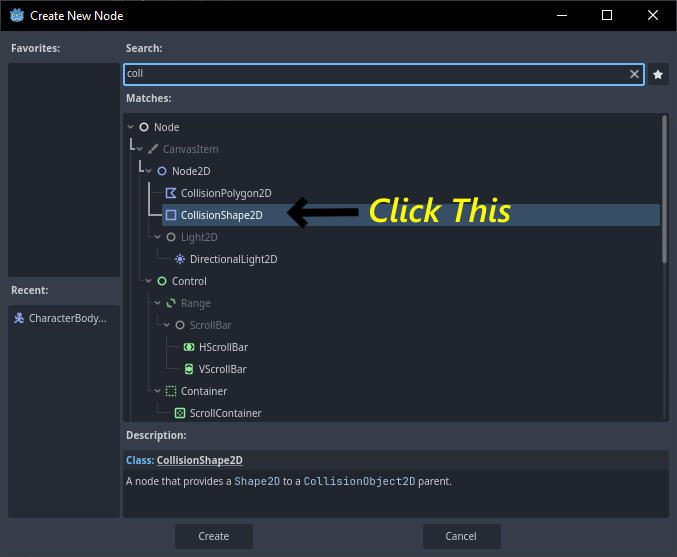 Create New Node
Favorites:
Search:
coll
Matches:
Node
CanvasItem
Node2D
CollisionPolygon2D
CollisionShape2D
Click This
Light2D
DirectionalLight2D
Control
Range
ScrollBar
HScrollBar
VScrollBar
Container
ScrollContainer
Recent:
CharacterBody...
Description:
Class: CollisionShape2D
A node that provides a Shape2D to a CollisionObject2D parent.
Create
Cancel